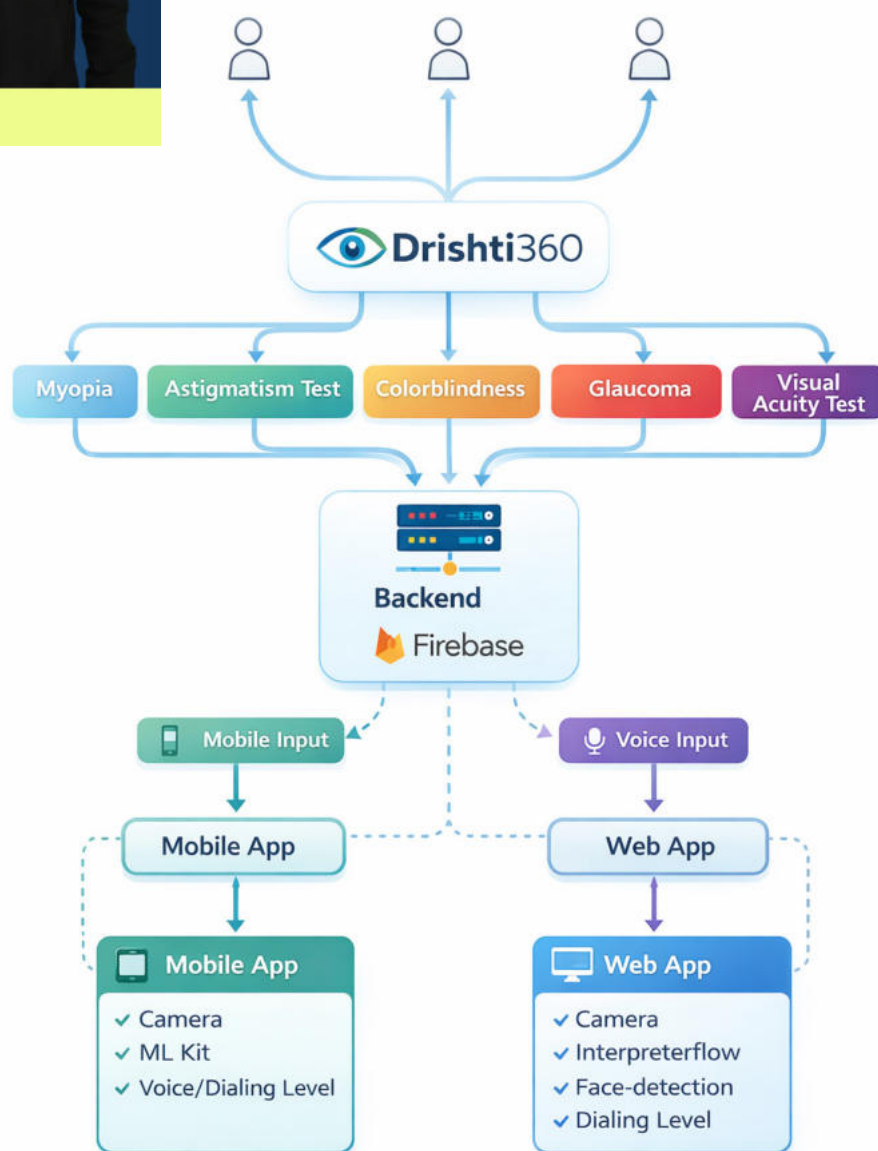 Drishti360
Myopia
Astigmatism Test
Colorblindness
Glaucoma
Visual
Acuity Test
Backend
Firebase
Mobile Input
Voice Input
Mobile App
Web App
Mobile App
✓ Camera
✓ ML Kit
✓ Voice/Dialing Level
Web App
✓ Camera
✓ Interpreterflow
✓ Face-detection
✓ Dialing Level